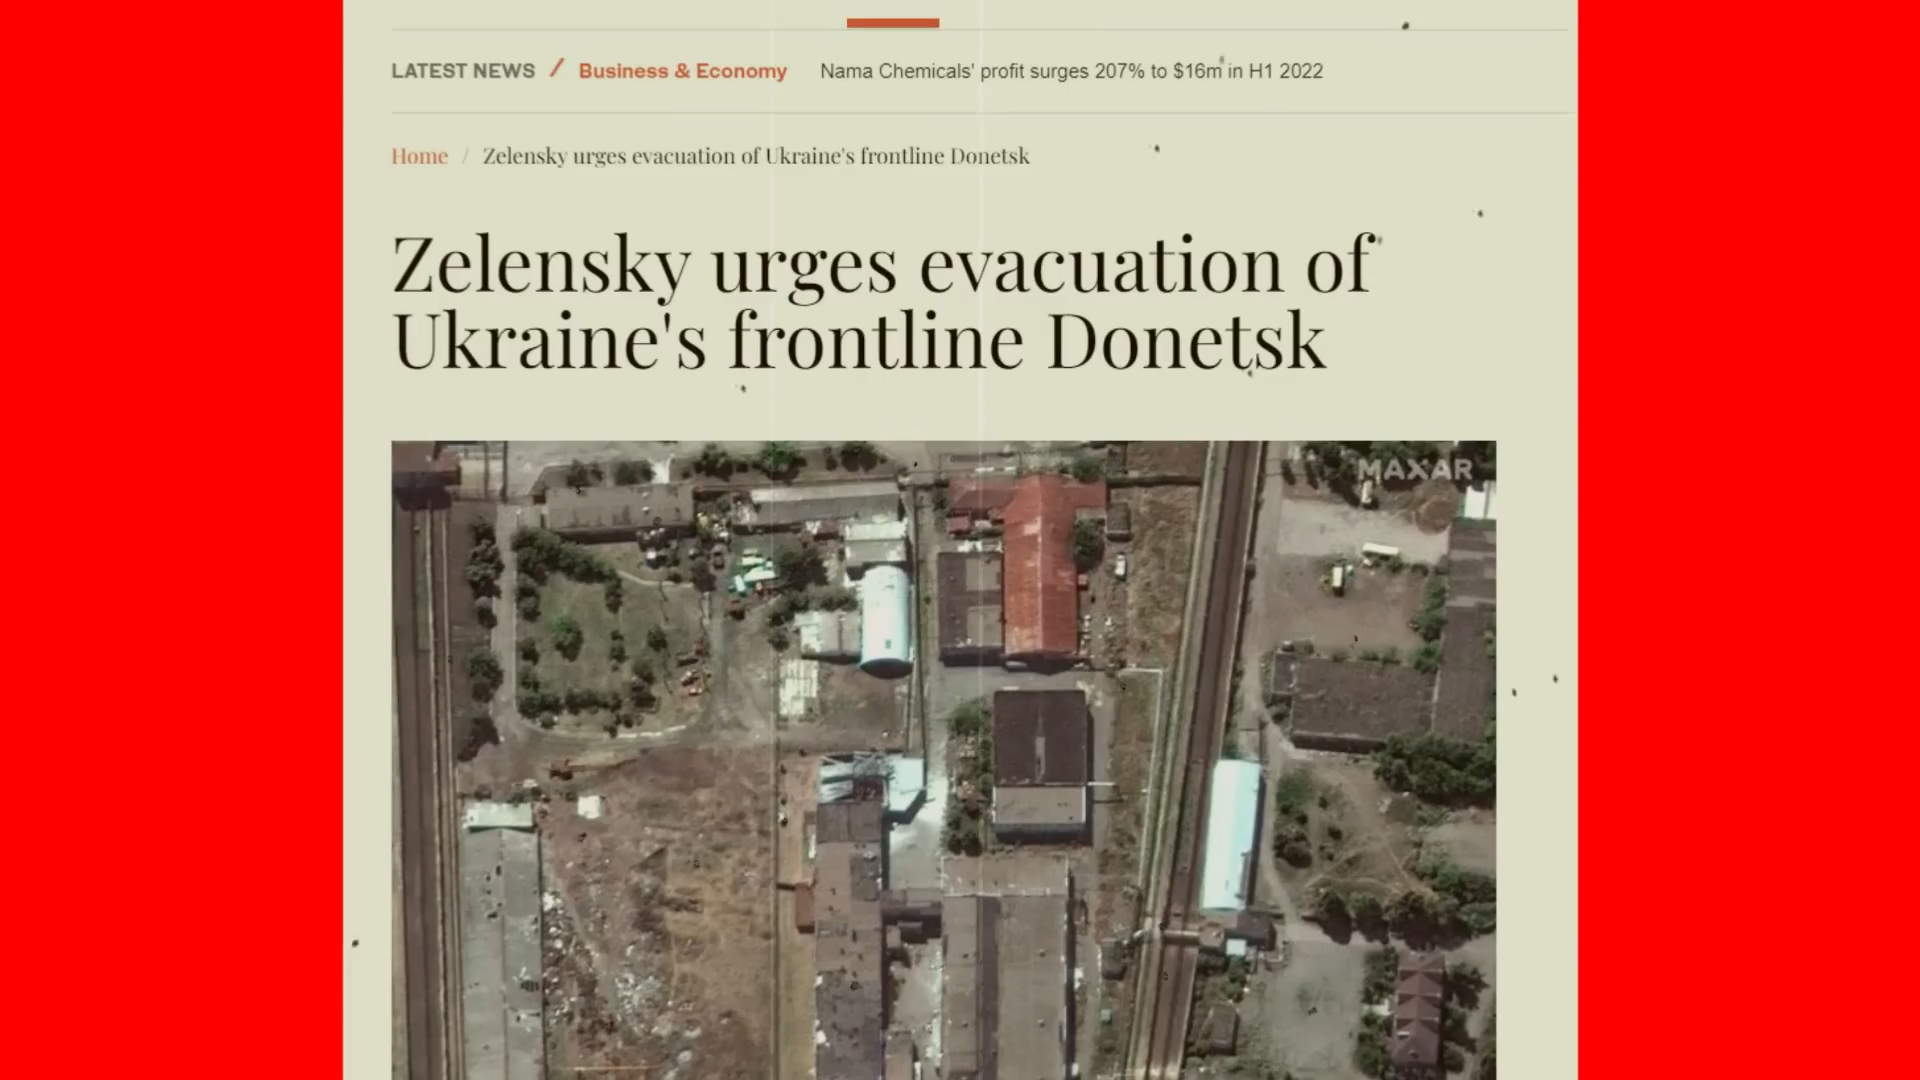 LATEST NEWS / Business & Economy Nama Chemicals' profit surges 207% to $16m in H1 2022
Home / Zelensky urges evacuation of Ukraine's frontline Donetsk
Zelensky urges evacuation of
Ukraine's frontline Donetsk
MAXAR